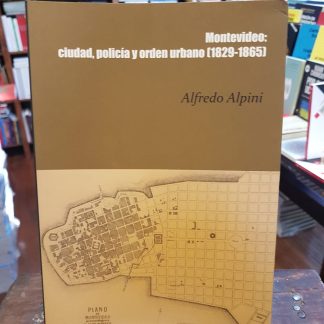 Montevideo:
ciudad, policía y orden urbano (1829-1865)
Alfredo Alpini
PLANO